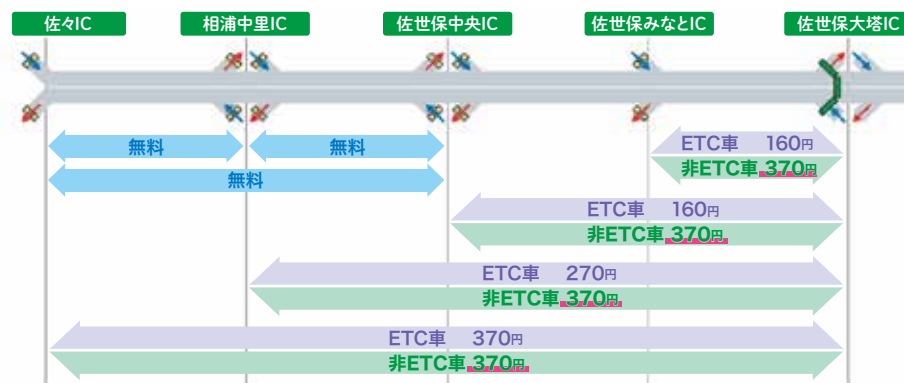 佐々IC
相浦中里IC
佐世保中央IC
佐世保みなとIC
佐世保大塔IC
無料
無料
無料
ETC車 160円
非ETC車 370円
ETC車 160円
非ETC車 370円
ETC車 270円
非ETC車 370円
ETC車 370円
非ETC車 370円